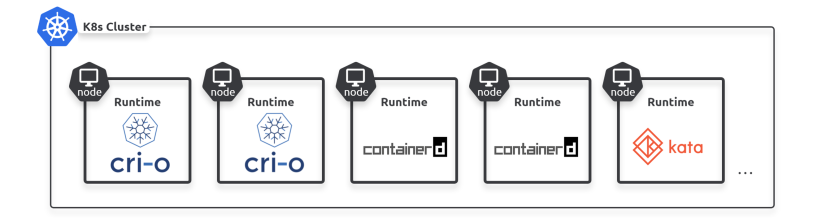 K8s Cluster
node
Runtime
cri-o
node
Runtime
cri-o
node
Runtime
containerd
node
Runtime
containerd
node
Runtime
kata
...